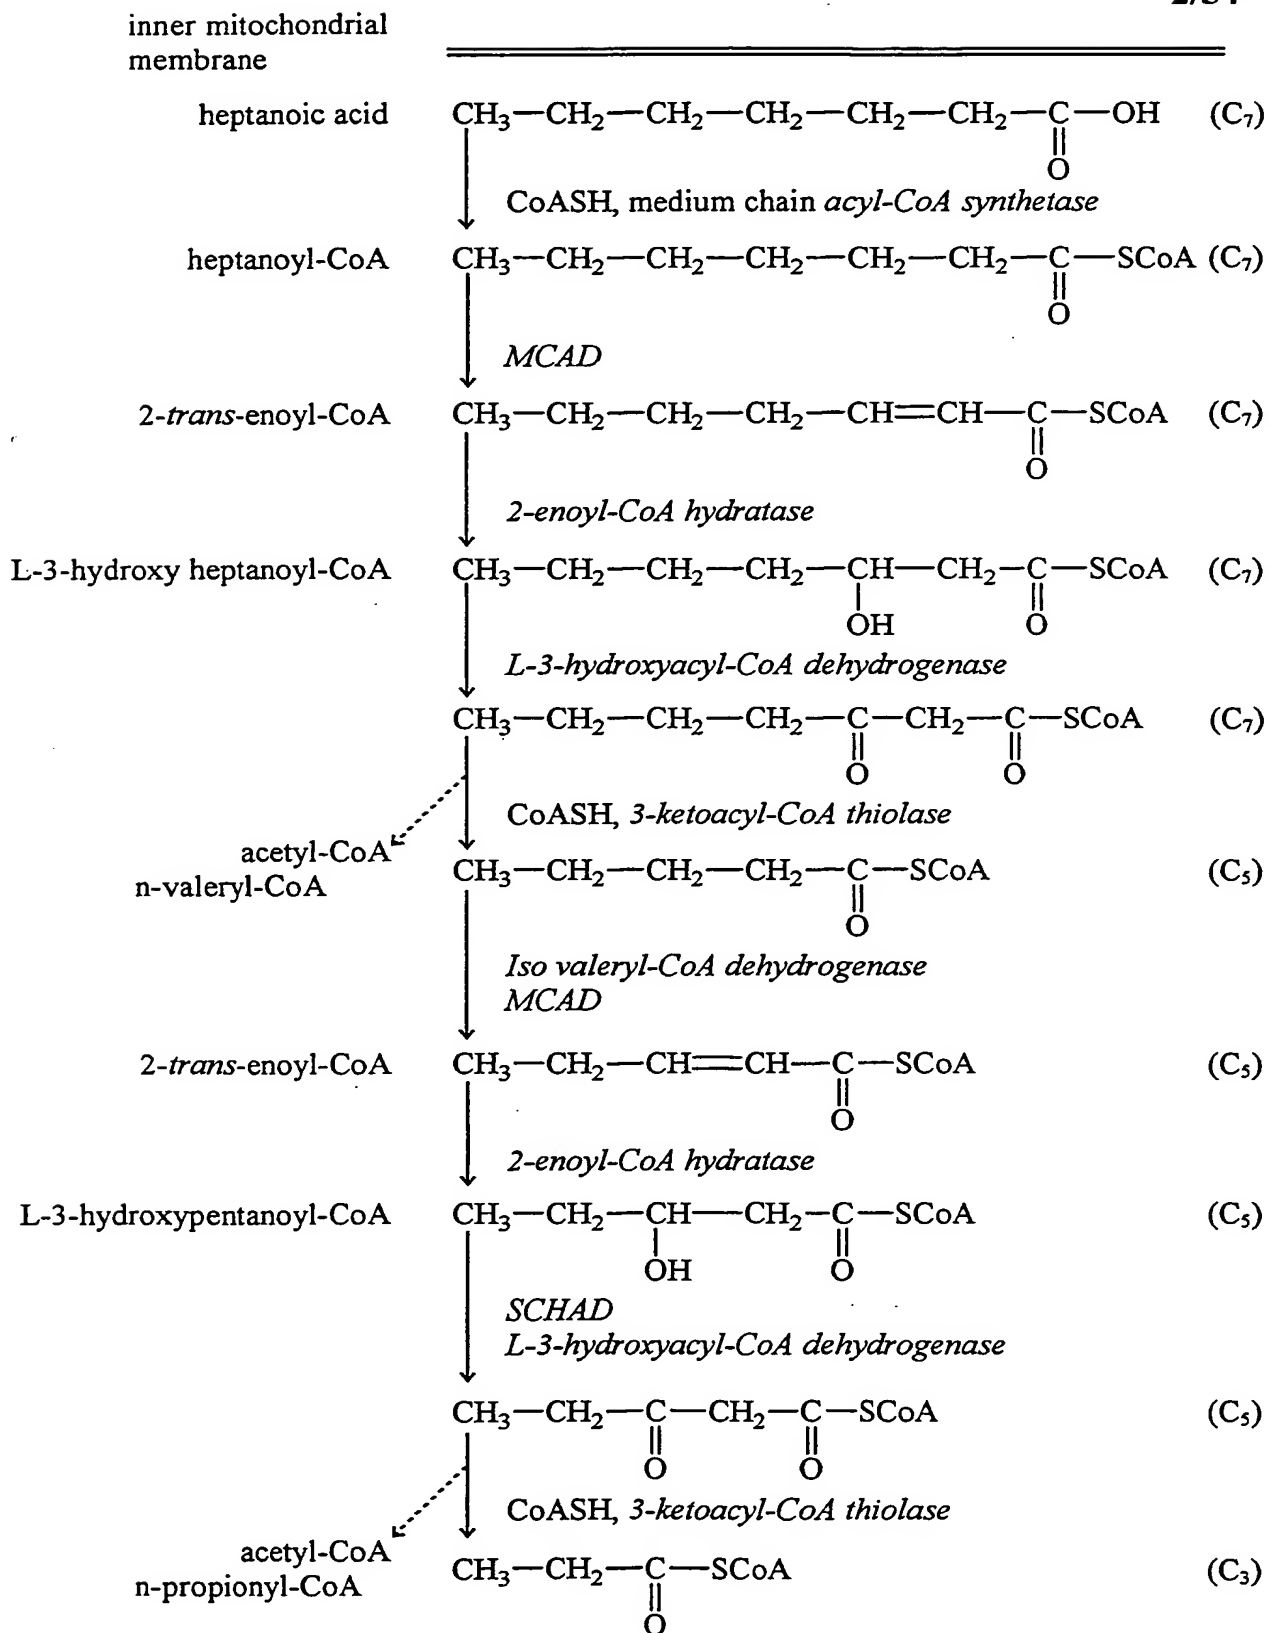 2/34
inner mitochondrial
membrane
heptanoic acid CH₃—CH₂—CH₂—CH₂—CH₂—CH₂—C—OH (C₇)
O
CoASH, medium chain acyl-CoA synthetase
heptanoyl-CoA CH₃—CH₂—CH₂—CH₂—CH₂—CH₂—C—SCoA (C₇)
O
MCAD
2-trans-enoyl-CoA CH₃—CH₂—CH₂—CH₂—CH=CH—C—SCoA (C₇)
O
2-enoyl-CoA hydratase
L-3-hydroxy heptanoyl-CoA CH₃—CH₂—CH₂—CH₂—CH—CH₂—C—SCoA (C₇)
OH O
L-3-hydroxyacyl-CoA dehydrogenase
CH₃—CH₂—CH₂—CH₂—C—CH₂—C—SCoA (C₇)
O O
CoASH, 3-ketoacyl-CoA thiolase
acetyl-CoA
n-valeryl-CoA CH₃—CH₂—CH₂—CH₂—C—SCoA (C₅)
O
Iso valeryl-CoA dehydrogenase
MCAD
2-trans-enoyl-CoA CH₃—CH₂—CH=CH—C—SCoA (C₅)
O
2-enoyl-CoA hydratase
L-3-hydroxypentanoyl-CoA CH₃—CH₂—CH—CH₂—C—SCoA (C₅)
OH O
SCHAD
L-3-hydroxyacyl-CoA dehydrogenase
CH₃—CH₂—C—CH₂—C—SCoA (C₅)
O O
CoASH, 3-ketoacyl-CoA thiolase
acetyl-CoA
n-propionyl-CoA CH₃—CH₂—C—SCoA (C₃)
O